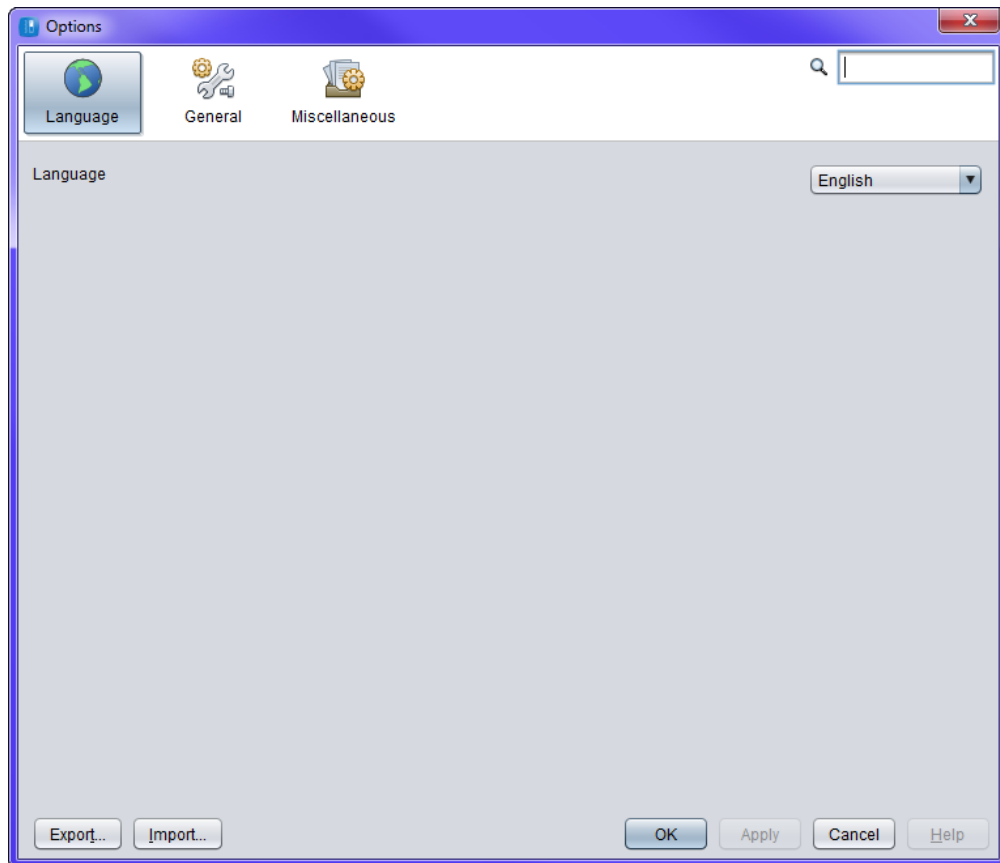 Options
Language General Miscellaneous
Language English
Export... Import... OK Apply Cancel Help